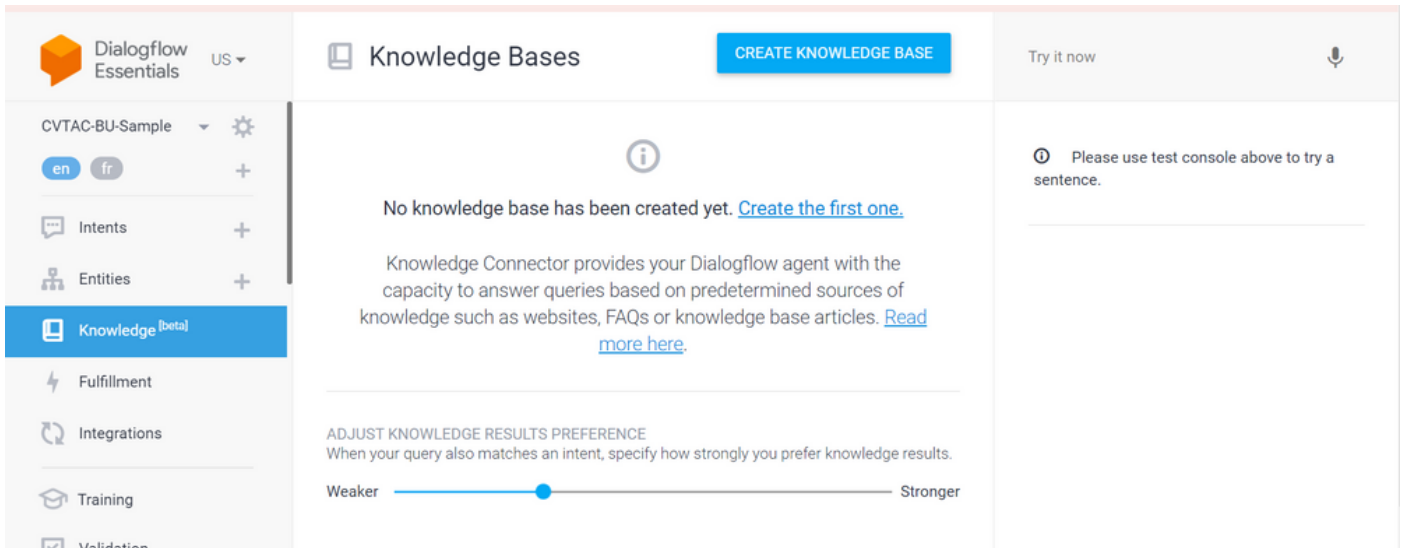 Dialogflow
Essentials
US
CVTAC-BU-Sample
en
fr
Intents
Entities
Knowledge [beta]
Fulfillment
Integrations
Training
Validation
Knowledge Bases
CREATE KNOWLEDGE BASE
No knowledge base has been created yet. Create the first one.
Knowledge Connector provides your Dialogflow agent with the
capacity to answer queries based on predetermined sources of
knowledge such as websites, FAQs or knowledge base articles. Read
more here.
ADJUST KNOWLEDGE RESULTS PREFERENCE
When your query also matches an intent, specify how strongly you prefer knowledge results.
Weaker
Stronger
Try it now
Please use test console above to try a
sentence.